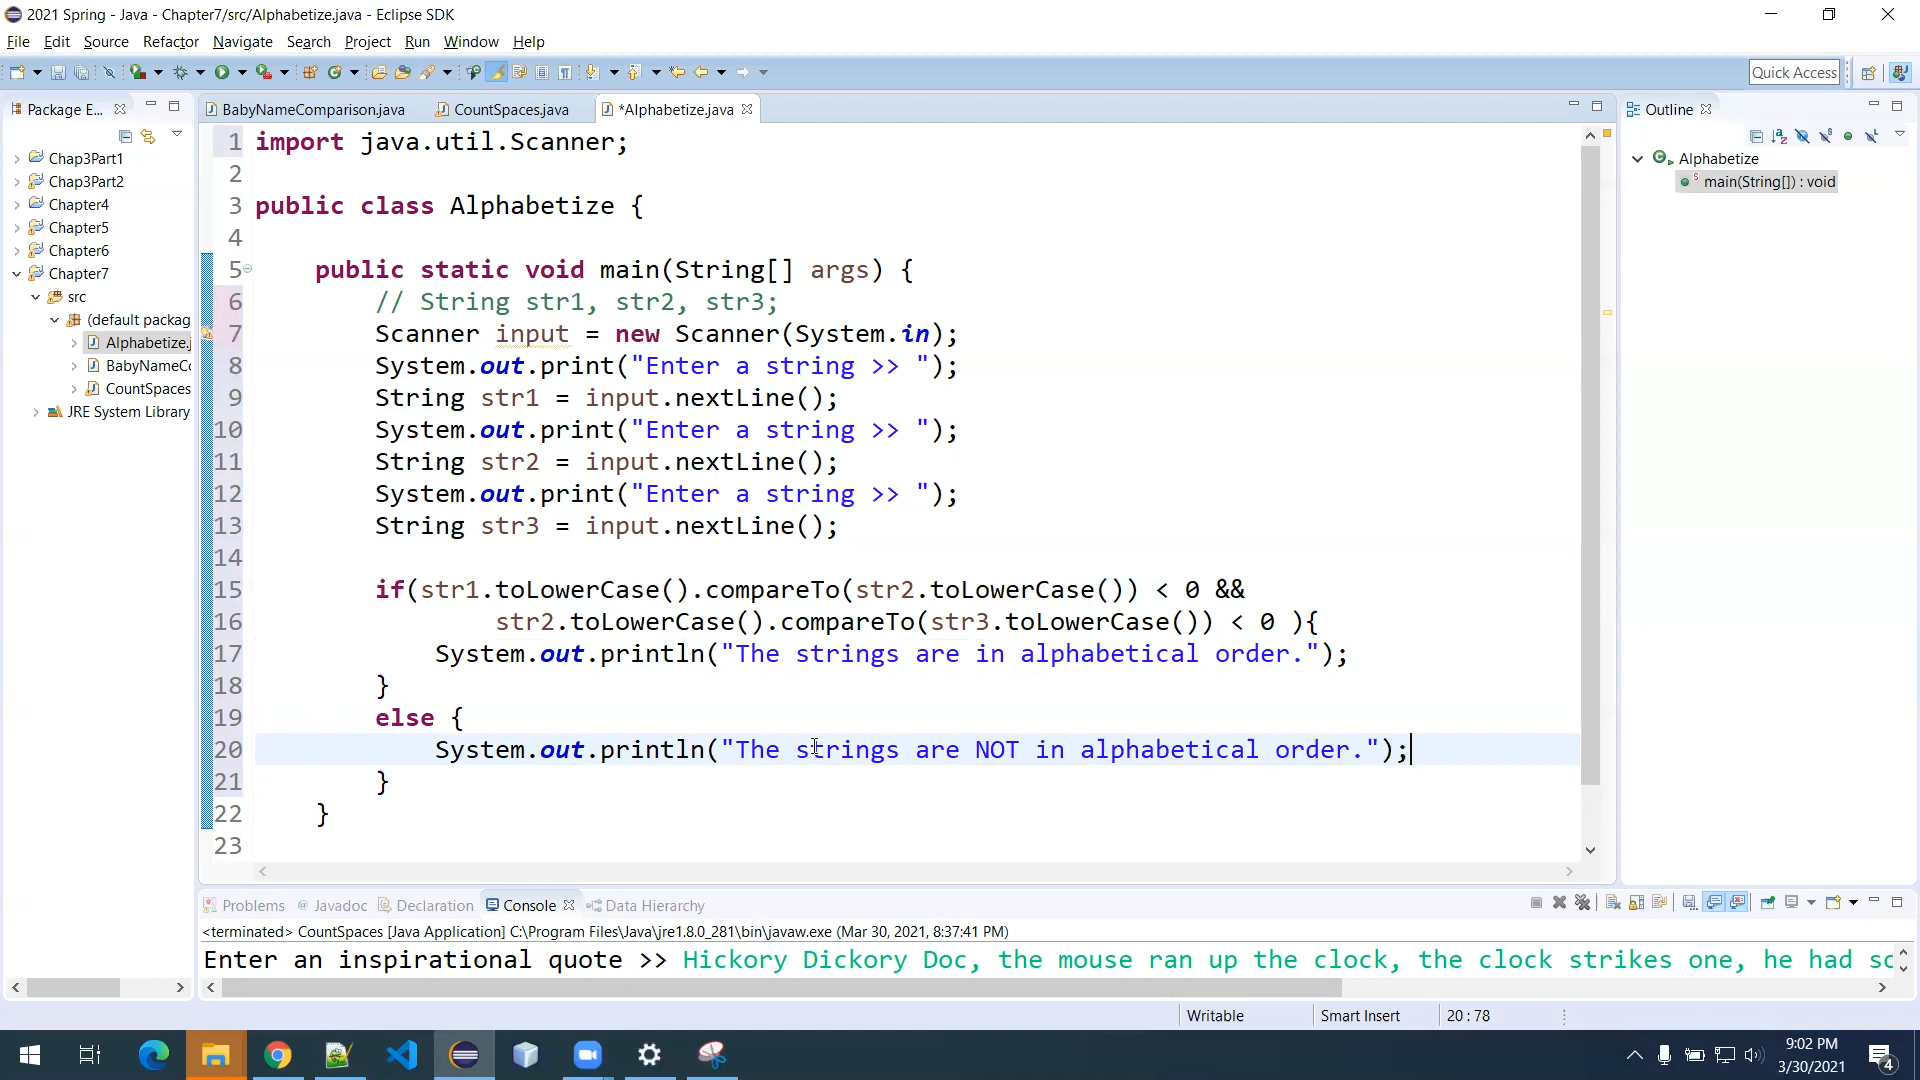 2021 Spring - Java - Chapter7/src/Alphabetize.java - Eclipse SDK
File Edit Source Refactor Navigate Search Project Run Window Help
Quick Access
Package E...
BabyNameComparison.java
CountSpaces.java
*Alphabetize.java
Outline
Chap3Part1
Chap3Part2
Chapter4
Chapter5
Chapter6
Chapter7
src
(default packag
Alphabetize.j
BabyNameCo
CountSpaces
JRE System Library
1 import java.util.Scanner;
2
3 public class Alphabetize {
4
5 public static void main(String[] args) {
6 // String str1, str2, str3;
7 Scanner input = new Scanner(System.in);
8 System.out.print("Enter a string >> ");
9 String str1 = input.nextLine();
10 System.out.print("Enter a string >> ");
11 String str2 = input.nextLine();
12 System.out.print("Enter a string >> ");
13 String str3 = input.nextLine();
14
15 if(str1.toLowerCase().compareTo(str2.toLowerCase()) < 0 &&
16 str2.toLowerCase().compareTo(str3.toLowerCase()) < 0 ){
17 System.out.println("The strings are in alphabetical order.");
18 }
19 else {
20 System.out.println("The strings are NOT in alphabetical order.");
21 }
22 }
23
Alphabetize
main(String[]) : void
Problems @ Javadoc Declaration Console Data Hierarchy
<terminated> CountSpaces [Java Application] C:\Program Files\Java\jre1.8.0_281\bin\javaw.exe (Mar 30, 2021, 8:37:41 PM)
Enter an inspirational quote >> Hickory Dickory Doc, the mouse ran up the clock, the clock strikes one, he had sc
Writable Smart Insert 20 : 78
9:02 PM
3/30/2021
4